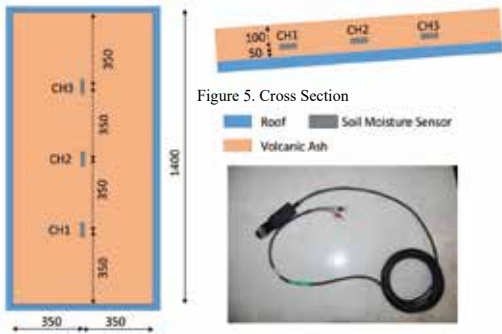 350
CH3
350
CH2
350
CH1
350
1400
350
350
100
50
CH1
CH2
CH3
Figure 5. Cross Section
Roof
Soil Moisture Sensor
Volcanic Ash